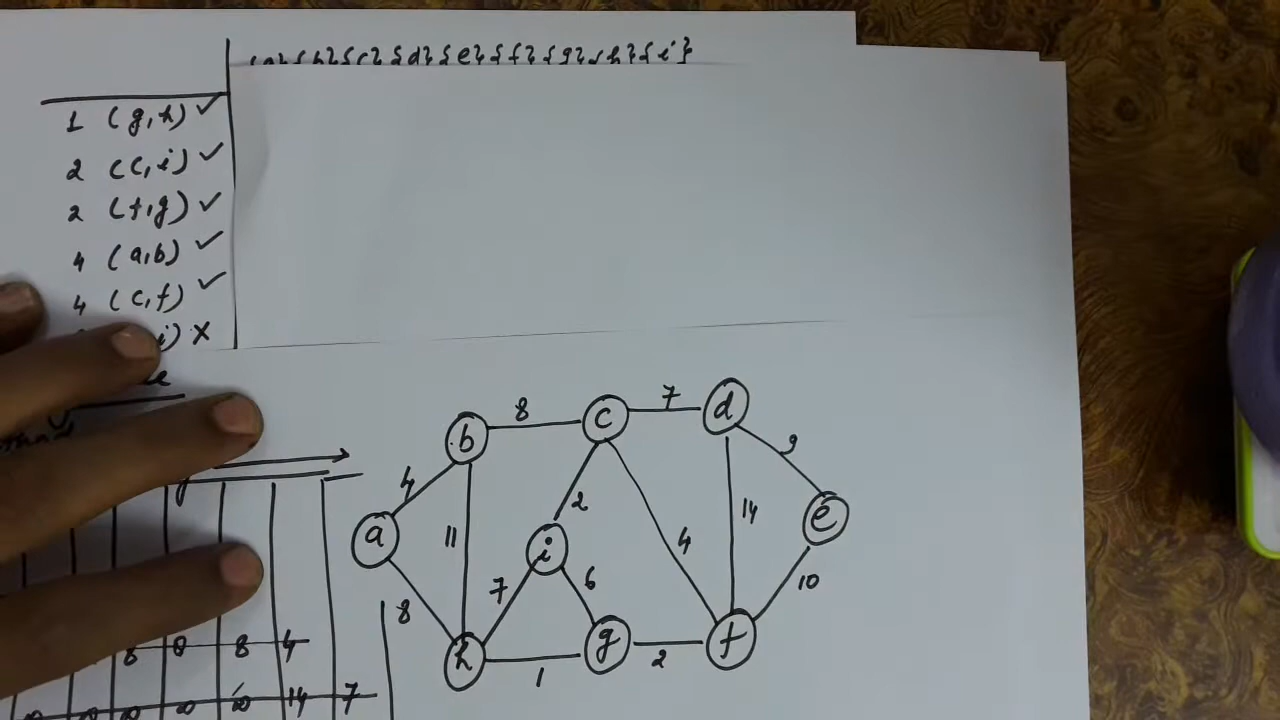 {c} {d} {e} {f} {g} {h} {i}
1 (g,h) ✓
2 (c,i) ✓
2 (f,g) ✓
4 (a,b) ✓
4 (c,f) ✓
i) X
8 c 7 d
b 9
4 2 e
a 11 i 4 14
7 6 10
8
h 1 g 2 f
8 8 8 4
∞ ∞ ∞ ∞ ∞ 14 7